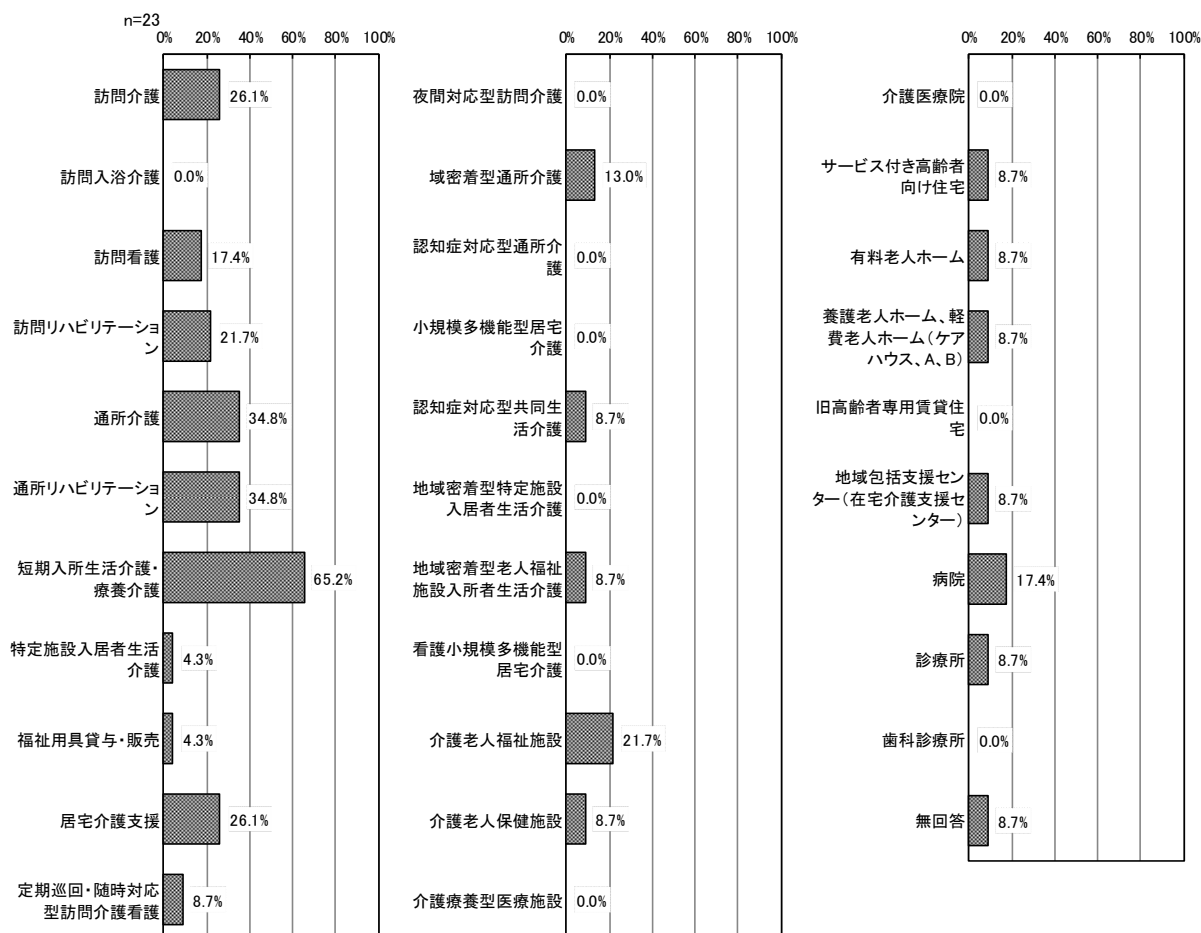 n=23
0% 20% 40% 60% 80% 100%
訪問介護
26.1%
訪問入浴介護
0.0%
訪問看護
17.4%
訪問リハビリテーショ
ン
21.7%
通所介護
34.8%
通所リハビリテーショ
ン
34.8%
短期入所生活介護・
療養介護
65.2%
特定施設入居者生活
介護
4.3%
福祉用具貸与・販売
4.3%
居宅介護支援
26.1%
定期巡回・随時対応
型訪問介護看護
8.7%
0% 20% 40% 60% 80% 100%
夜間対応型訪問介護
0.0%
域密着型通所介護
13.0%
認知症対応型通所介
護
0.0%
小規模多機能型居宅
介護
0.0%
認知症対応型共同生
活介護
8.7%
地域密着型特定施設
入居者生活介護
0.0%
地域密着型老人福祉
施設入所者生活介護
8.7%
看護小規模多機能型
居宅介護
0.0%
介護老人福祉施設
21.7%
介護老人保健施設
8.7%
介護療養型医療施設
0.0%
0% 20% 40% 60% 80% 100%
介護医療院
0.0%
サービス付き高齢者
向け住宅
8.7%
有料老人ホーム
8.7%
養護老人ホーム、軽
費老人ホーム(ケア
ハウス、A、B)
8.7%
旧高齢者専用賃貸住
宅
0.0%
地域包括支援セン
ター(在宅介護支援セ
ンター)
8.7%
病院
17.4%
診療所
8.7%
歯科診療所
0.0%
無回答
8.7%